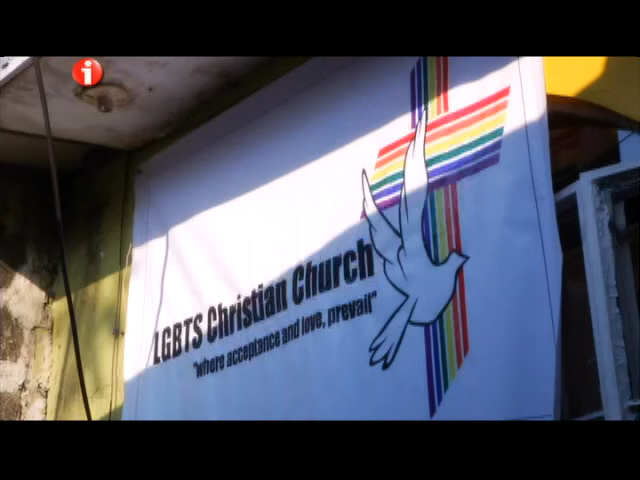 i
LGBTS Christian Church
"where acceptance and love, prevail"